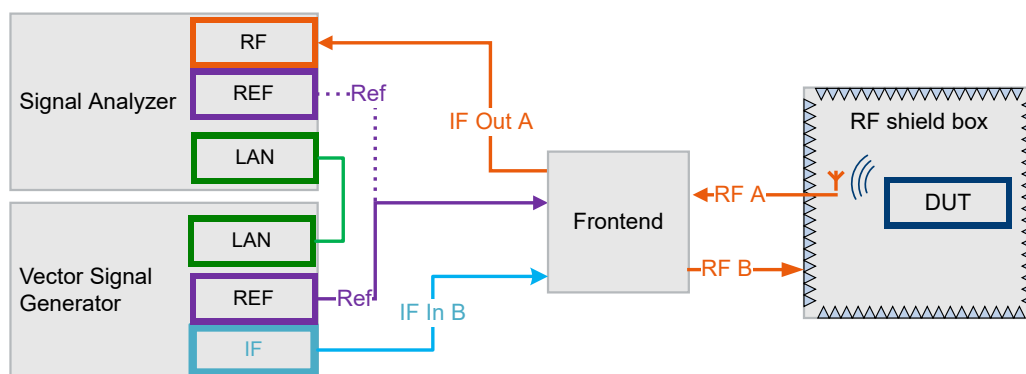 RF
Signal Analyzer
REF
Ref
LAN
IF Out A
RF shield box
RF A
DUT
Frontend
LAN
Vector Signal
Generator
REF
Ref
RF B
IF In B
IF